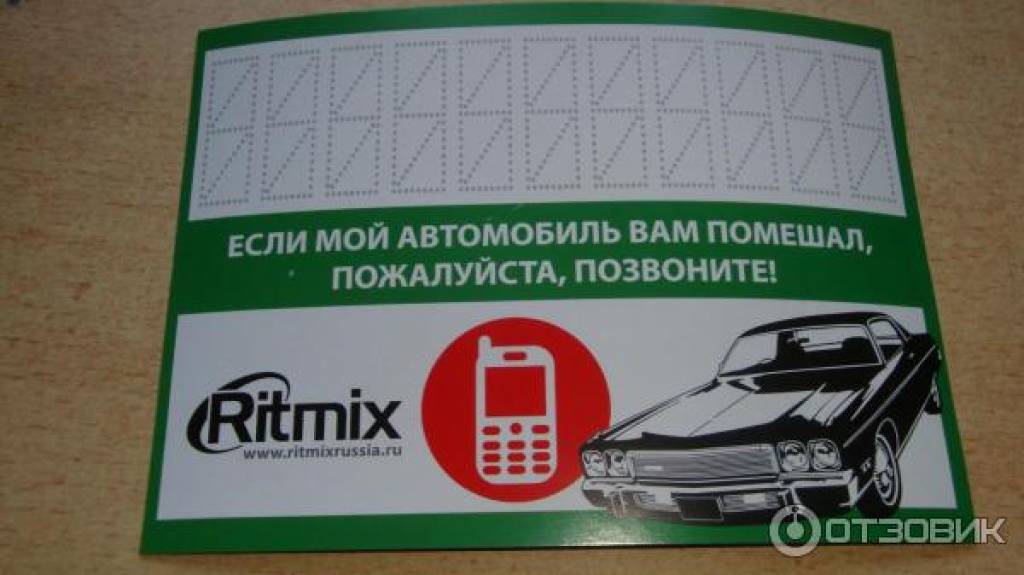 ЕСЛИ МОЙ АВТОМОБИЛЬ ВАМ ПОМЕШАЛ,
ПОЖАЛУЙСТА, ПОЗВОНИТЕ!
Ritmix
www.ritmixrussia.ru
ОТЗОВИК